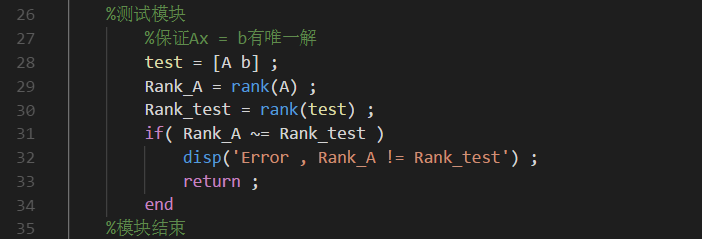 26 %测试模块
27 %保证Ax = b有唯一解
28 test = [A b] ;
29 Rank_A = rank(A) ;
30 Rank_test = rank(test) ;
31 if( Rank_A ~= Rank_test )
32 disp('Error , Rank_A != Rank_test') ;
33 return ;
34 end
35 %模块结束